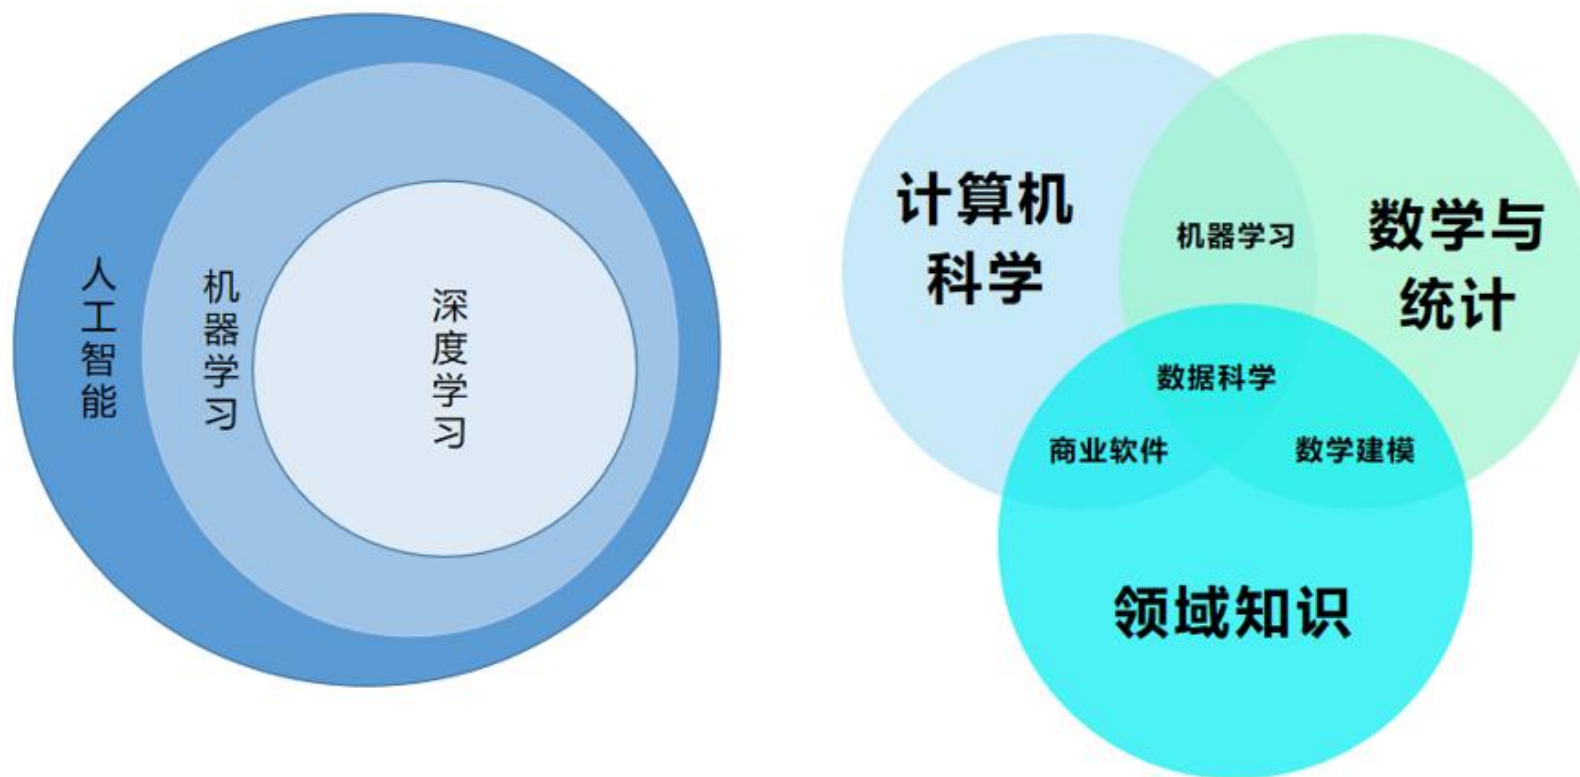 人工智能
机器学习
深度学习
计算机
科学
机器学习
数学与
统计
数据科学
商业软件
数学建模
领域知识